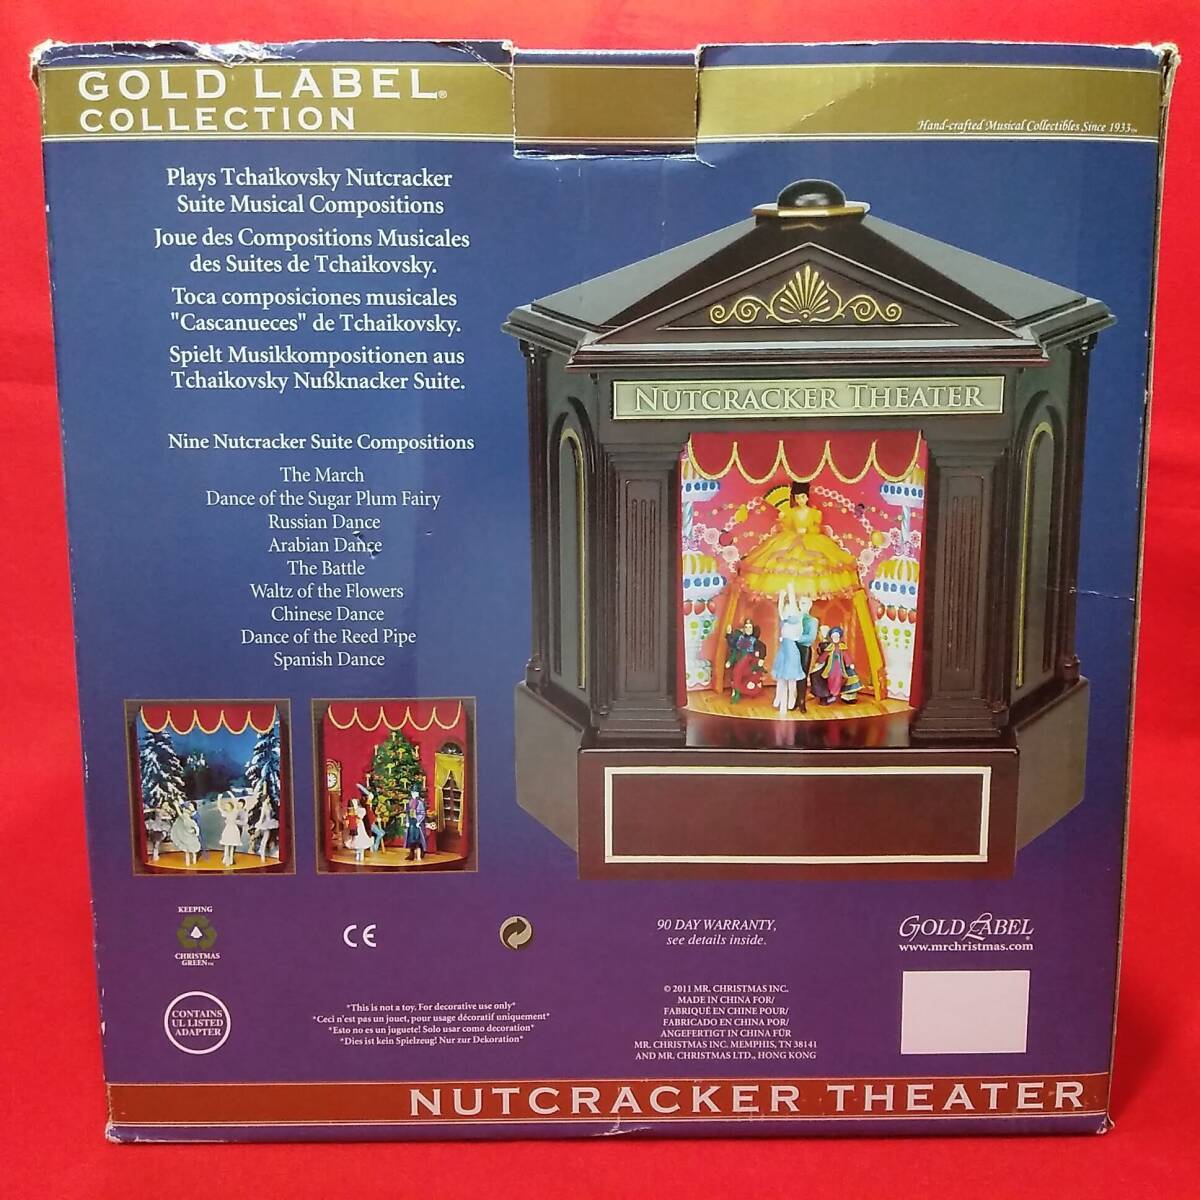 GOLD LABEL®
COLLECTION
Hand-crafted Musical Collectibles Since 1933™
Plays Tchaikovsky Nutcracker
Suite Musical Compositions
Joue des Compositions Musicales
des Suites de Tchaikovsky.
Toca composiciones musicales
"Cascanueces" de Tchaikovsky.
Spielt Musikkompositionen aus
Tchaikovsky Nußknacker Suite.
Nine Nutcracker Suite Compositions
The March
Dance of the Sugar Plum Fairy
Russian Dance
Arabian Dance
The Battle
Waltz of the Flowers
Chinese Dance
Dance of the Reed Pipe
Spanish Dance
NUTCRACKER THEATER
KEEPING
CHRISTMAS
GREEN™
CE
90 DAY WARRANTY,
see details inside.
GOLD LABEL®
www.mrchristmas.com
CONTAINS
UL LISTED
ADAPTER
*This is not a toy. For decorative use only*
*Ceci n'est pas un jouet, pour usage décoratif uniquement*
*Esto no es un juguete! Solo usar como decoration*
*Dies ist kein Spielzeug! Nur zur Dekoration*
© 2011 MR. CHRISTMAS INC.
MADE IN CHINA FOR/
FABRIQUÉ EN CHINE POUR/
FABRICADO EN CHINA POR/
ANGEFERTIGT IN CHINA FÜR
MR. CHRISTMAS INC. MEMPHIS, TN 38141
AND MR. CHRISTMAS LTD., HONG KONG
NUTCRACKER THEATER